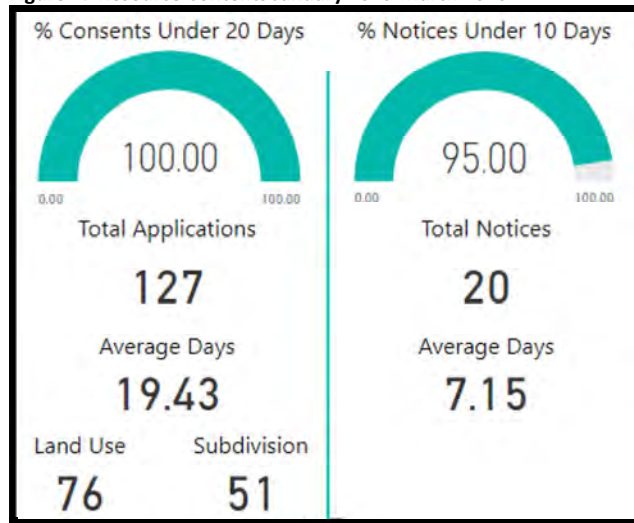 % Consents Under 20 Days
100.00
0.00 100.00
Total Applications
127
Average Days
19.43
Land Use Subdivision
76 51
% Notices Under 10 Days
95.00
0.00 100.00
Total Notices
20
Average Days
7.15